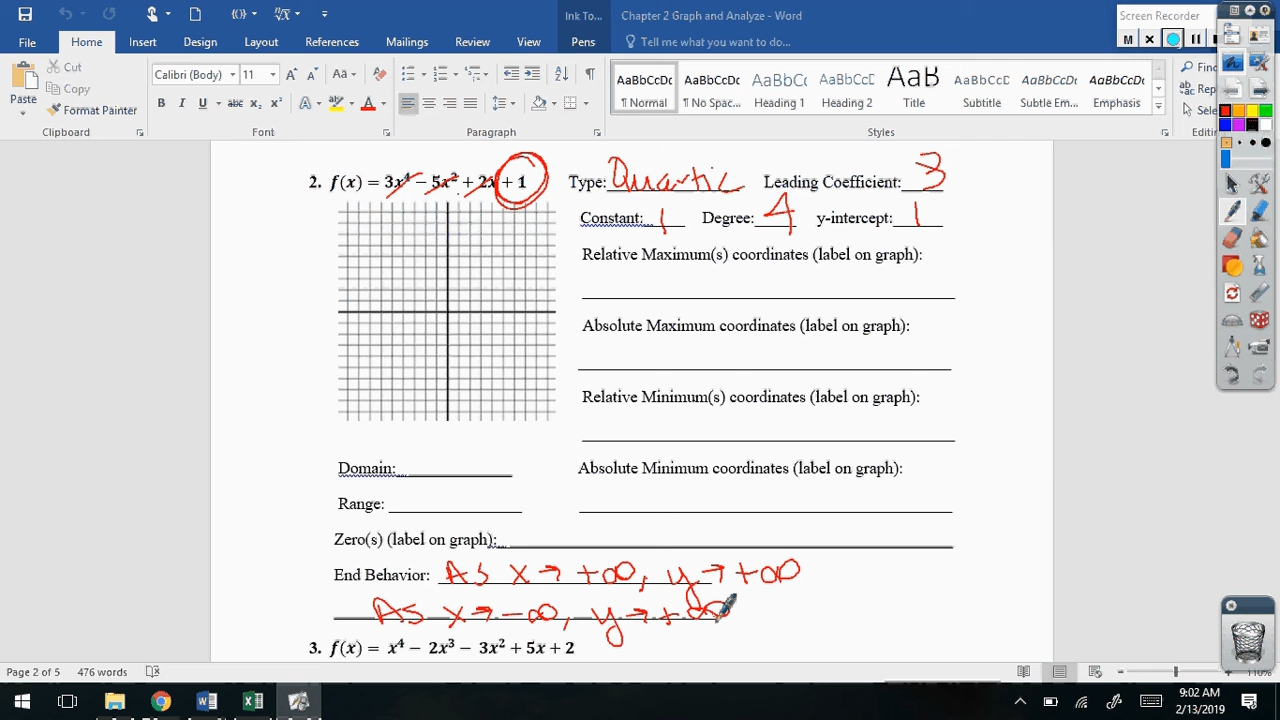 Ink To...
Chapter 2 Graph and Analyze - Word
Screen Recorder
File Home Insert Design Layout References Mailings Review View Design Pens Tell me what you want to do...
Paste
Cut
Copy
Format Painter
Clipboard
Calibri (Body) 11
Font
Paragraph
AaBbCcDc AaBbCcDc AaBbCc AaBbCcD AaB AaBbCcD AaBbCcDc AaBbCcDc
¶ Normal ¶ No Spac... Heading 1 Heading 2 Title Subtitle Subtle Em... Emphasis
Styles
2. f(x) = 3x⁴ − 5x² + 2x + 1 Type: Quartic Leading Coefficient: 3
Constant: 1 Degree: 4 y-intercept: 1
Relative Maximum(s) coordinates (label on graph):
Absolute Maximum coordinates (label on graph):
Relative Minimum(s) coordinates (label on graph):
Domain: Absolute Minimum coordinates (label on graph):
Range:
Zero(s) (label on graph):
End Behavior: As x → +∞, y → +∞
As x → −∞, y → +∞
3. f(x) = x⁴ − 2x³ − 3x² + 5x + 2
Page 2 of 5 476 words 110%
9:02 AM
2/13/2019